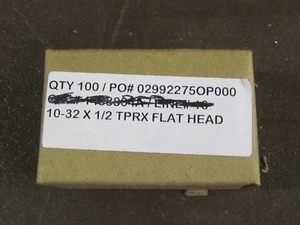 QTY 100 / PO# 02992275OP000
10-32 X 1/2 TPRX FLAT HEAD